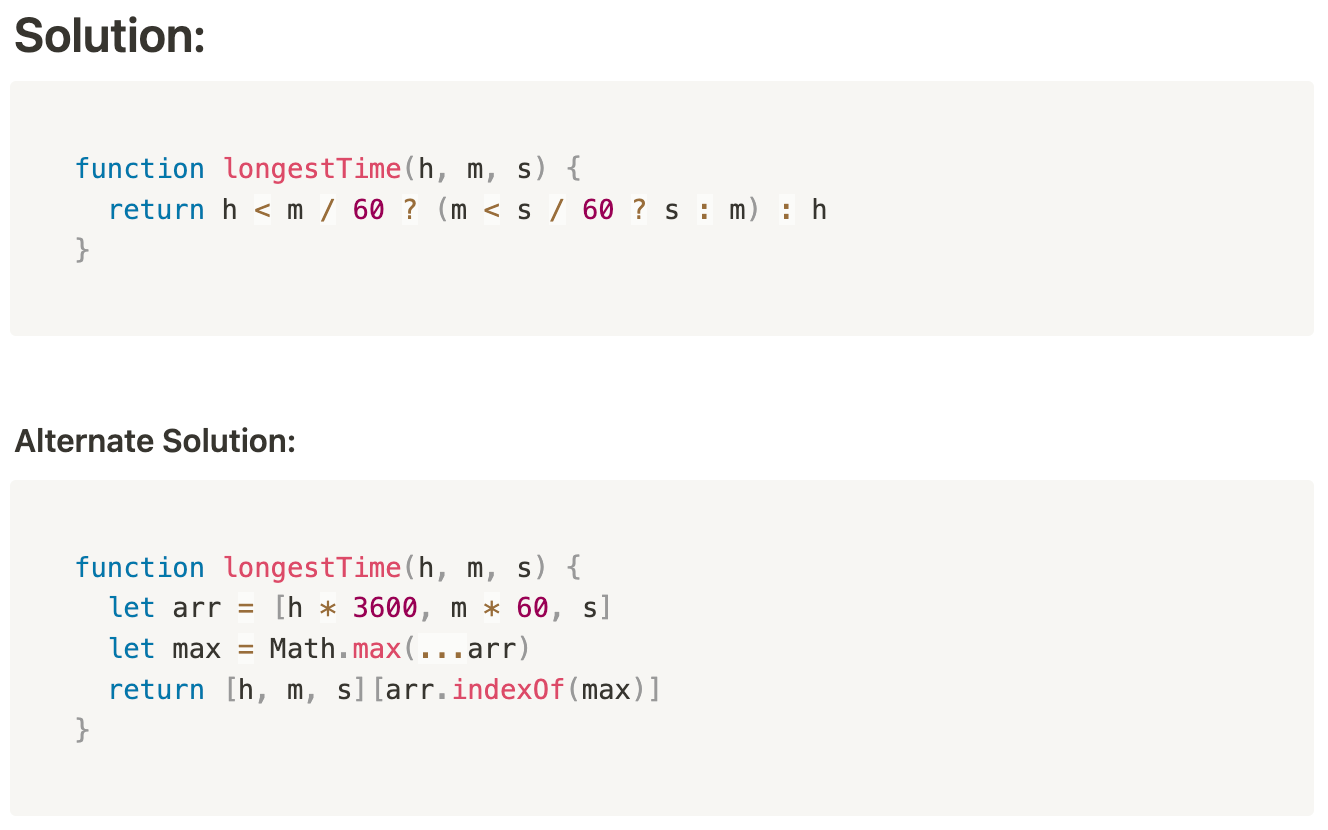 Solution:
function longestTime(h, m, s) {
  return h < m / 60 ? (m < s / 60 ? s : m) : h
}
Alternate Solution:
function longestTime(h, m, s) {
  let arr = [h * 3600, m * 60, s]
  let max = Math.max(...arr)
  return [h, m, s][arr.indexOf(max)]
}